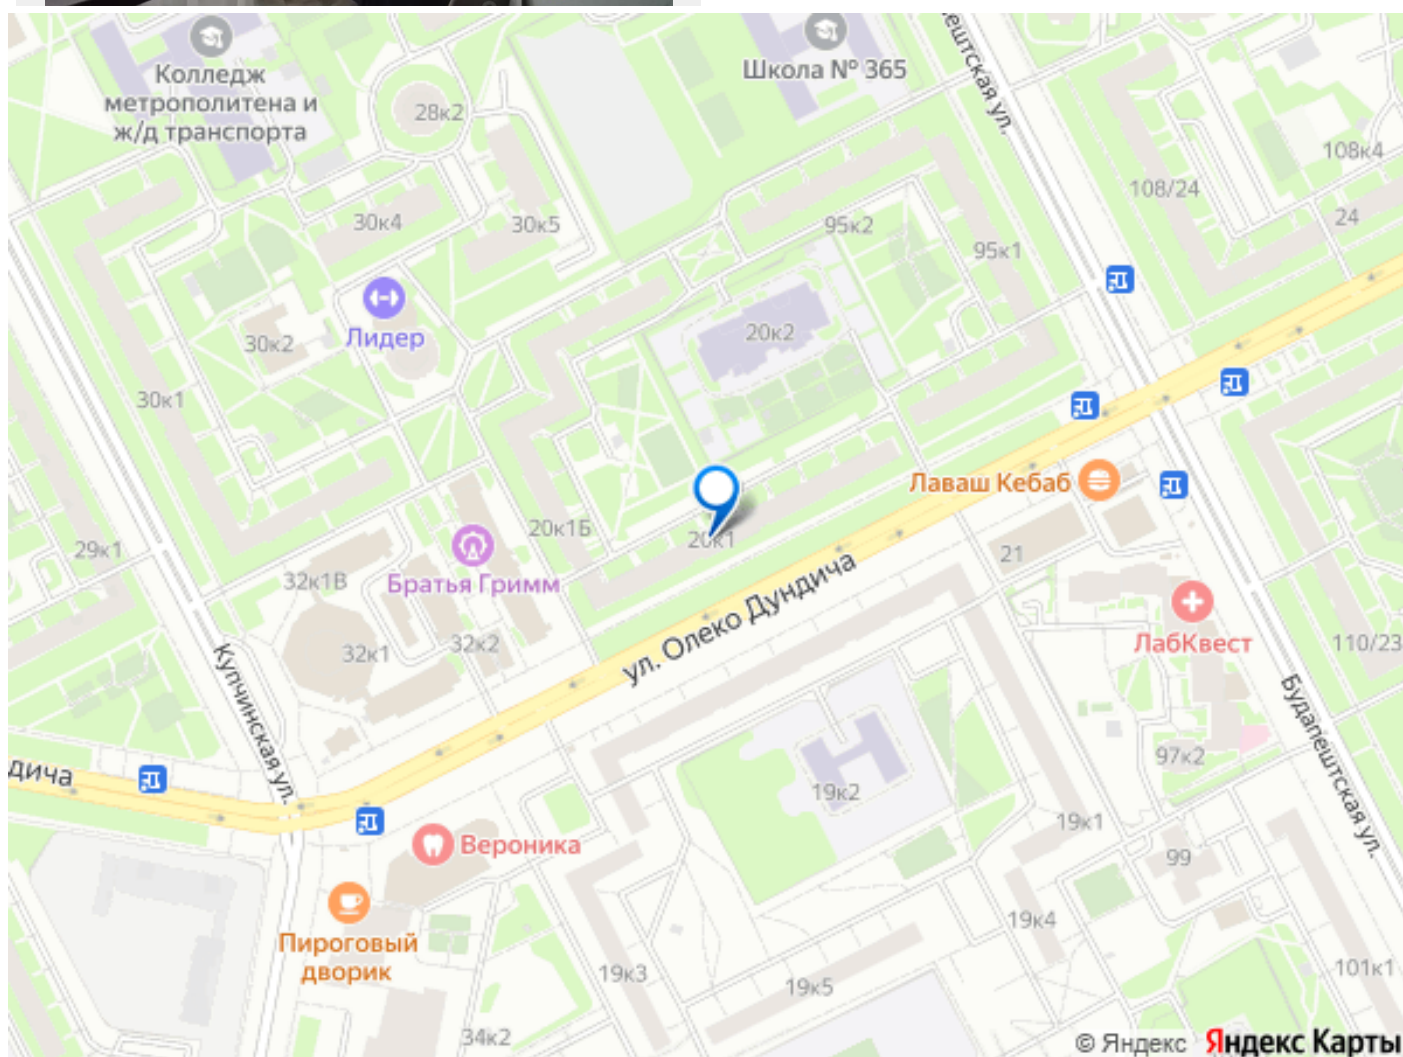 Колледж
метрополитена и
ж/д транспорта
28к2
Школа № 365
108к4
108/24
24
30к4
30к5
95к2
95к1
30к2
Лидер
20к2
30к1
Лаваш Кебаб
29к1
32к1В
Братья Гримм
20к1Б
20к1
21
ул. Олеко Дундича
ЛабКвест
110/23
32к1
32к2
Купчинская ул.
Будапештская ул.
97к2
дича
19к2
19к1
Вероника
99
Пироговый
дворик
19к4
19к3
19к5
101к1
34к2
© Яндекс Яндекс Карты
ештская ул.